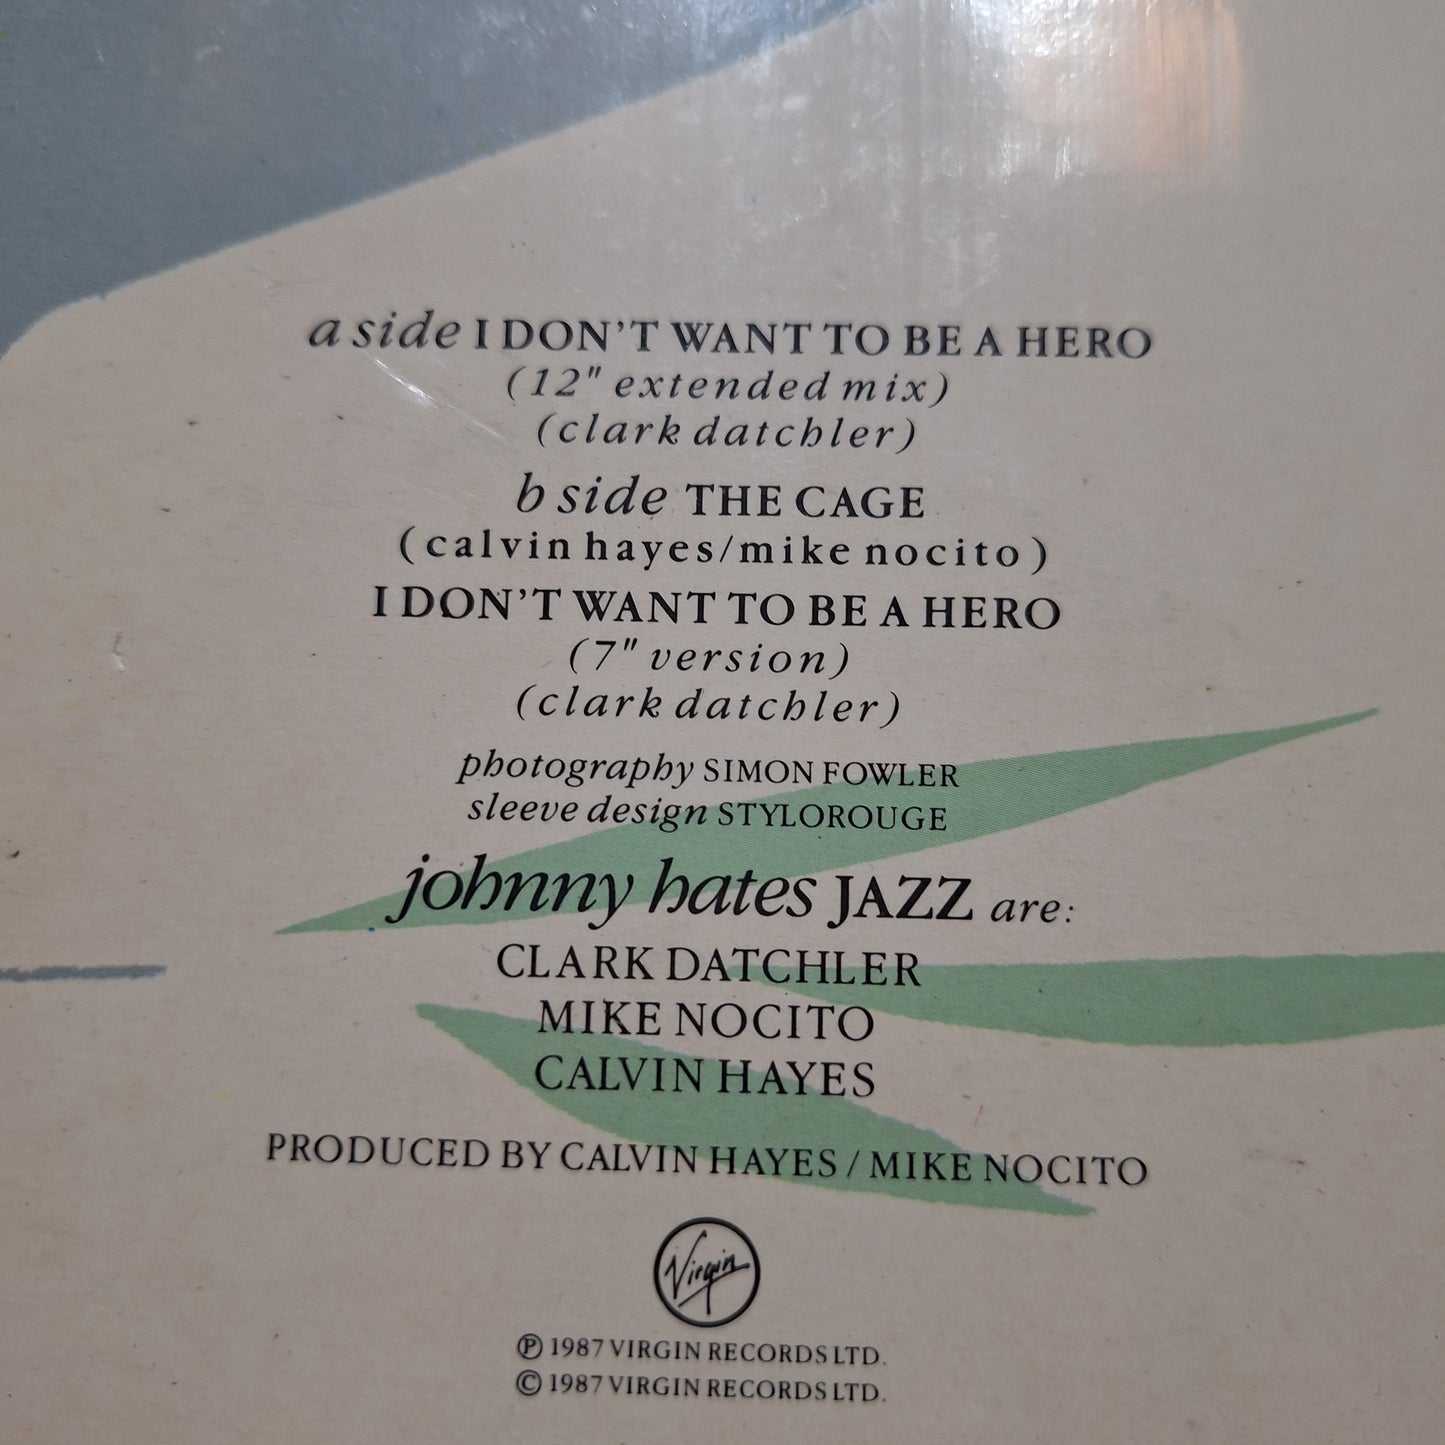 a side I DON'T WANT TO BE A HERO
(12" extended mix)
(clark datchler)
b side THE CAGE
(calvin hayes/mike nocito)
I DON'T WANT TO BE A HERO
(7" version)
(clark datchler)
photography SIMON FOWLER
sleeve design STYLOROUGE
johnny hates JAZZ are:
CLARK DATCHLER
MIKE NOCITO
CALVIN HAYES
PRODUCED BY CALVIN HAYES / MIKE NOCITO
Virgin
℗ 1987 VIRGIN RECORDS LTD.
© 1987 VIRGIN RECORDS LTD.